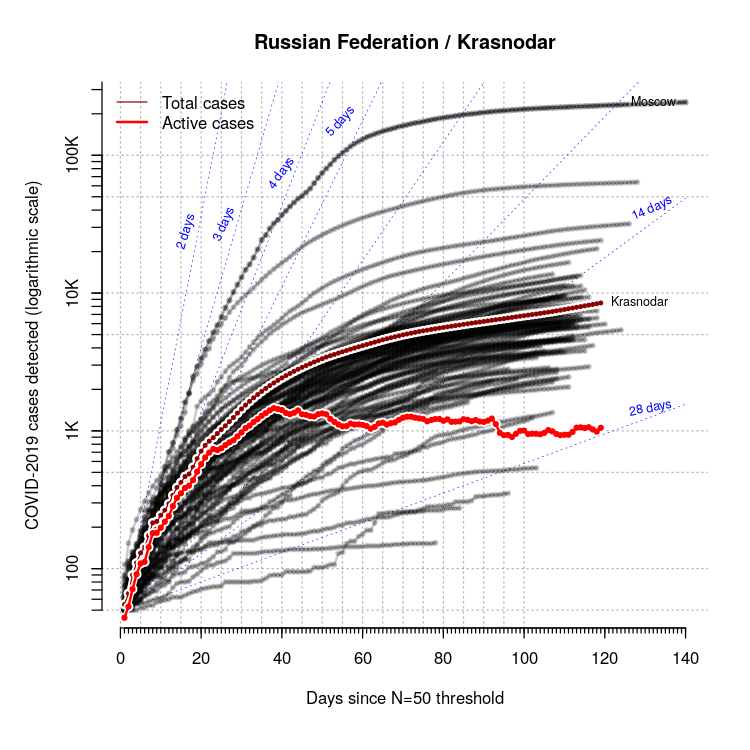 Russian Federation / Krasnodar
Total cases
Active cases
Moscow
2 days
3 days
4 days
5 days
14 days
Krasnodar
28 days
COVID-2019 cases detected (logarithmic scale)
100K
10K
1K
100
0 20 40 60 80 100 120 140
Days since N=50 threshold